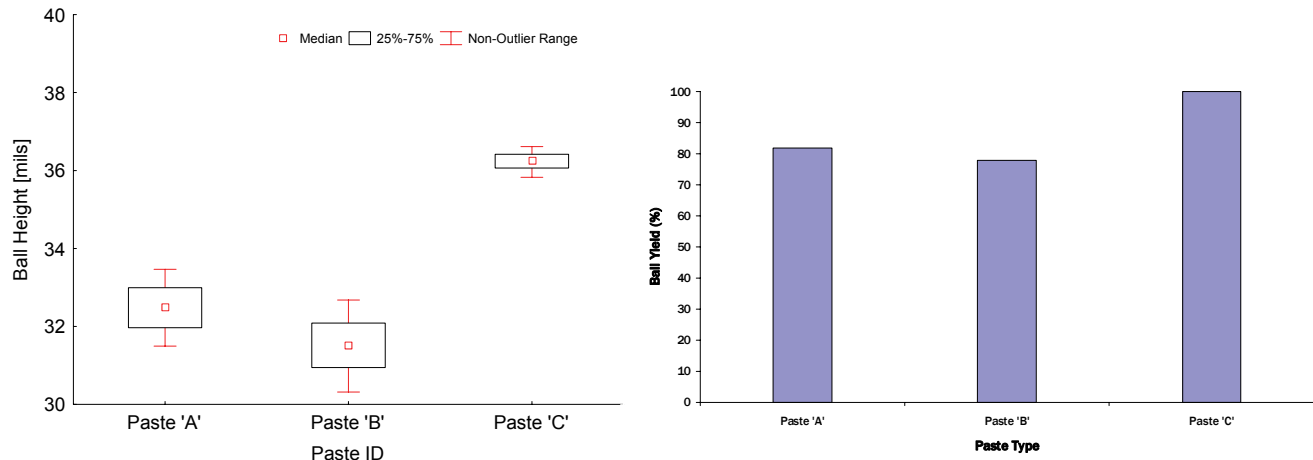 40
38
36
34
32
30
Ball Height [mils]
Median 25%-75% Non-Outlier Range
Paste 'A' Paste 'B' Paste 'C'
Paste ID
100
90
80
70
60
50
40
30
20
10
0
Ball Yield (%)
Paste 'A' Paste 'B' Paste 'C'
Paste Type